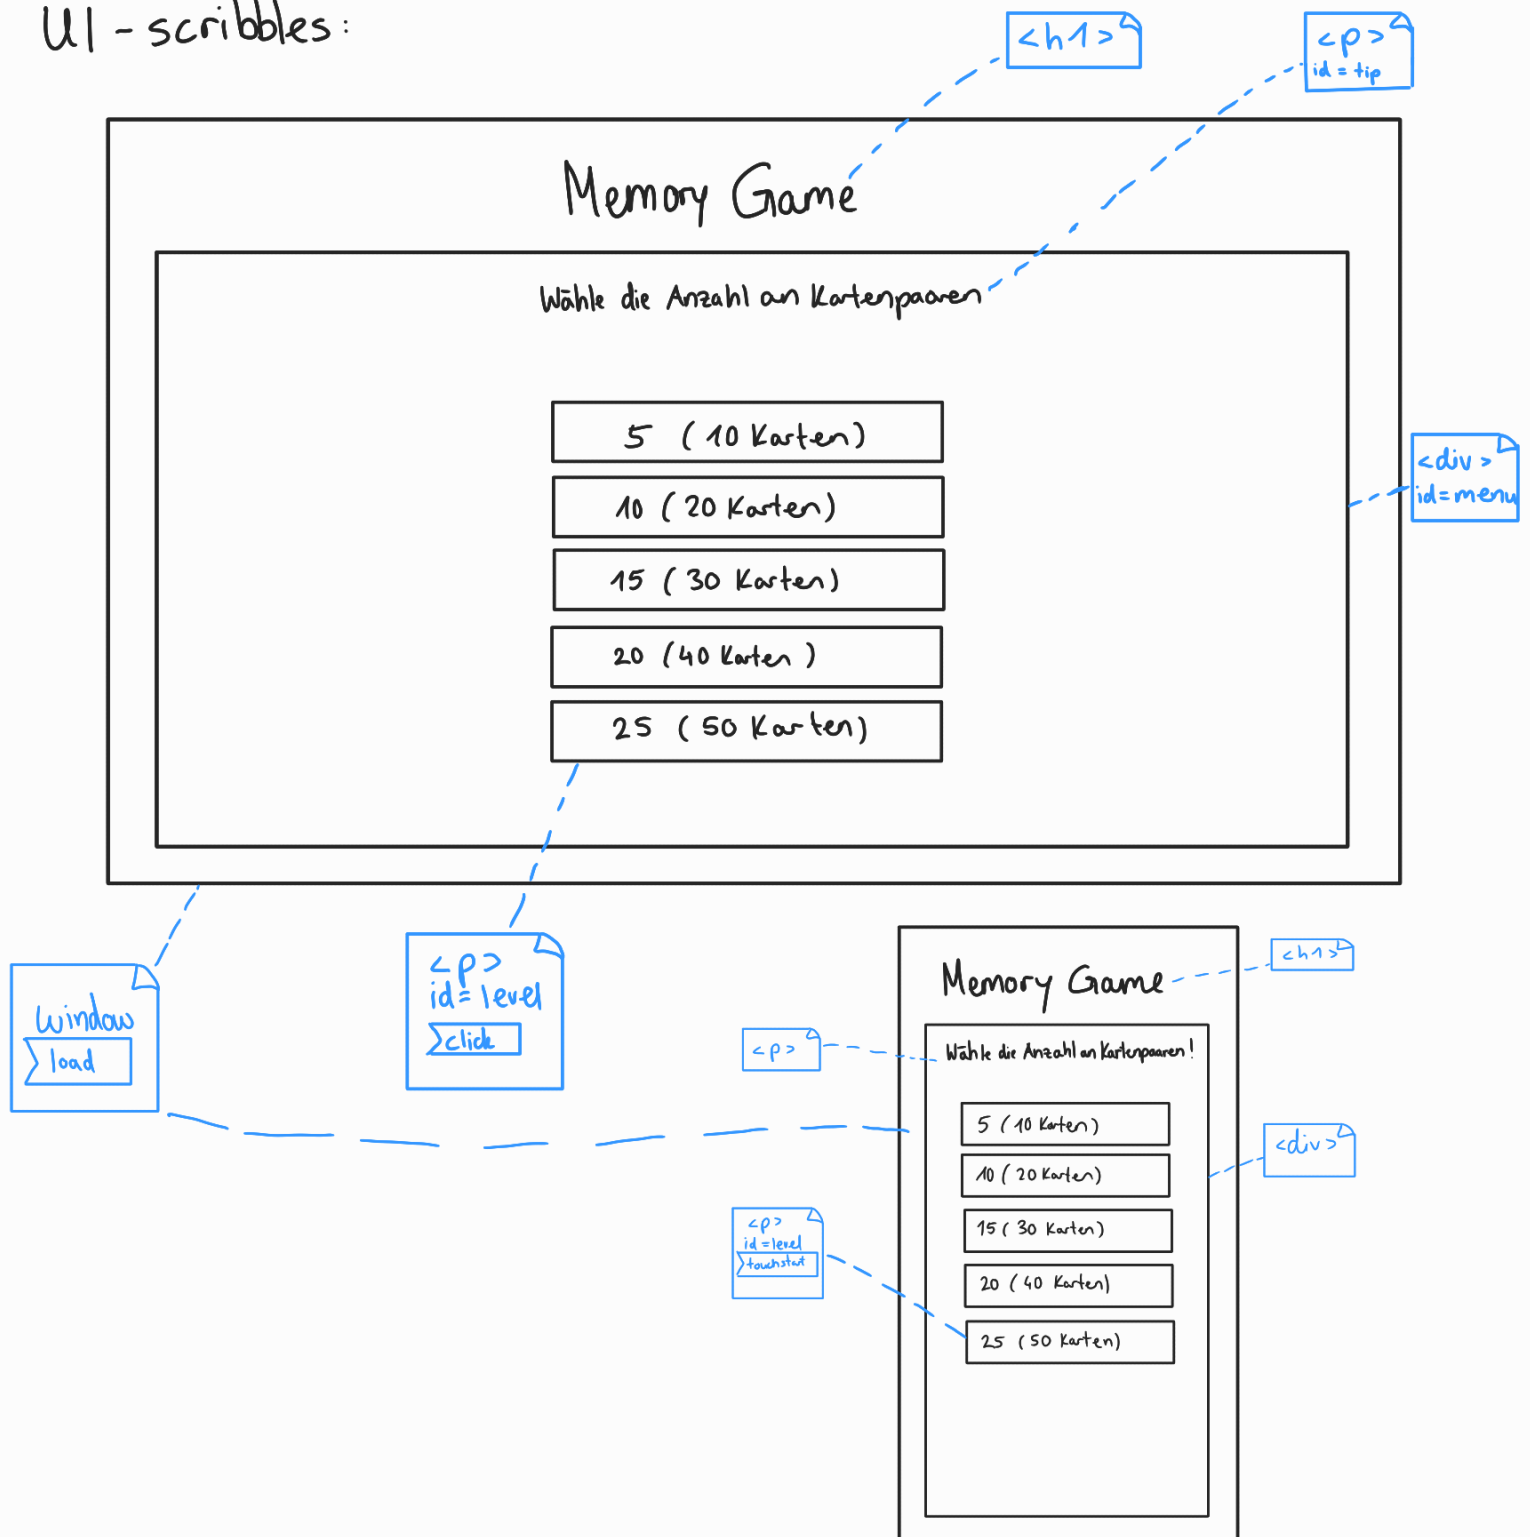 UI - scribbles:
<h1>
<p>
id = tip
Memory Game
Wähle die Anzahl an Kartenpaaren
5 (10 Karten)
10 (20 Karten)
15 (30 Karten)
20 (40 Karten)
25 (50 Karten)
<div>
id=menu
window
load
<p>
id=level
click
Memory Game
<h1>
<p>
Wähle die Anzahl an Kartenpaaren!
5 (10 Karten)
10 (20 Karten)
15 (30 Karten)
20 (40 Karten)
25 (50 Karten)
<div>
<p>
id=level
touchstart